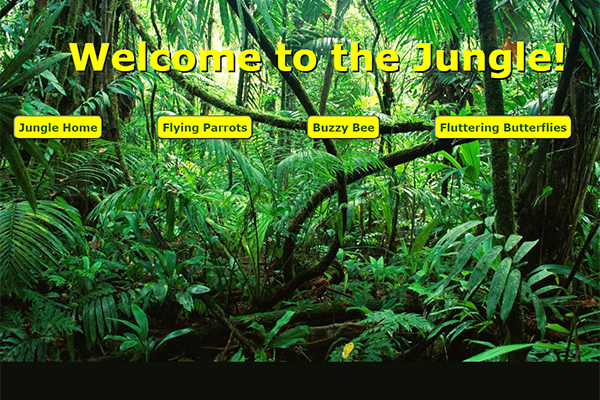 Welcome to the Jungle!
Jungle Home Flying Parrots Buzzy Bee Fluttering Butterflies